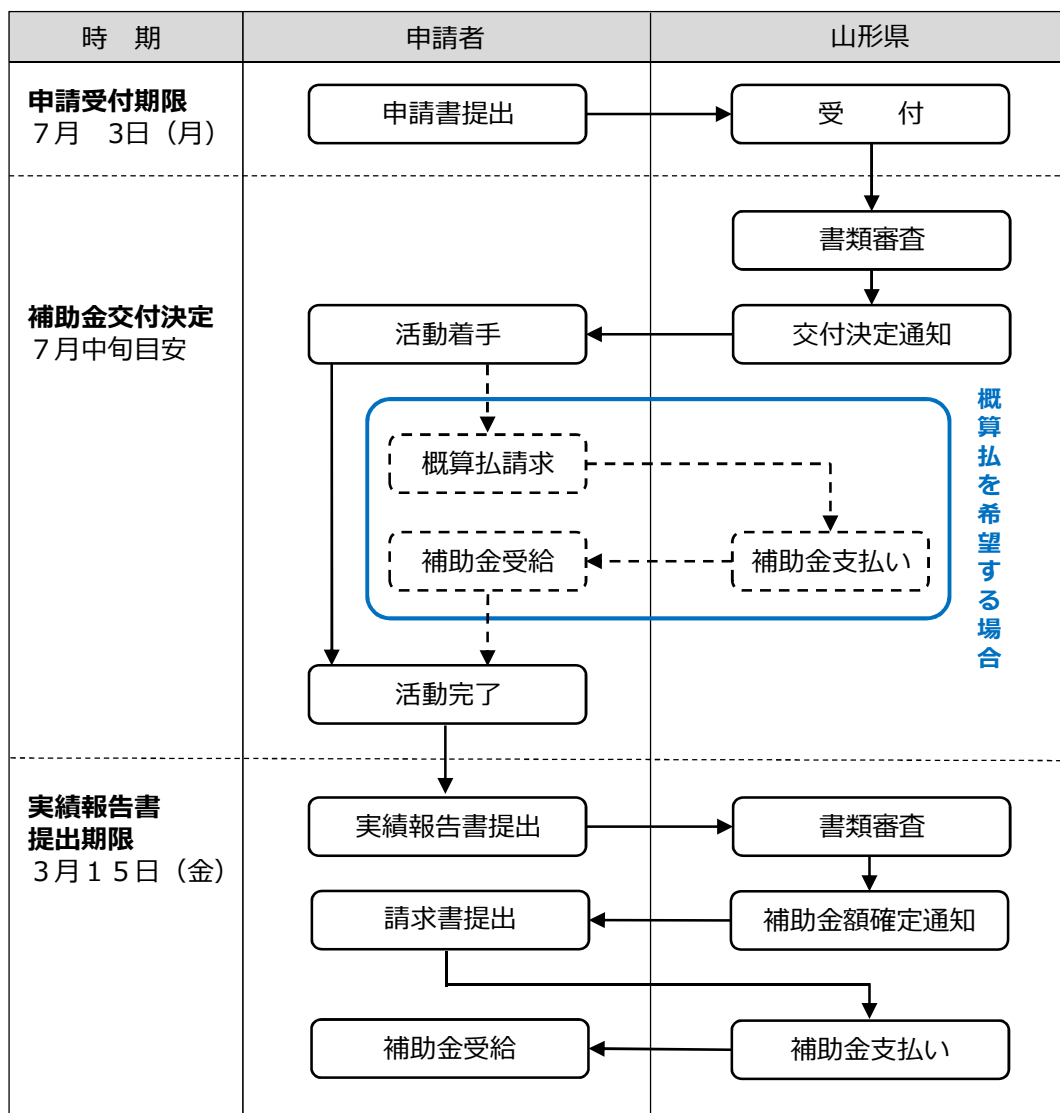 時　期
申請者
山形県
申請受付期限
７月　3日（月）
申請書提出
受　　付
書類審査
補助金交付決定
７月中旬目安
活動着手
交付決定通知
概算払を希望する場合
概算払請求
補助金受給
補助金支払い
活動完了
実績報告書
提出期限
３月１５日（金）
実績報告書提出
書類審査
請求書提出
補助金額確定通知
補助金受給
補助金支払い